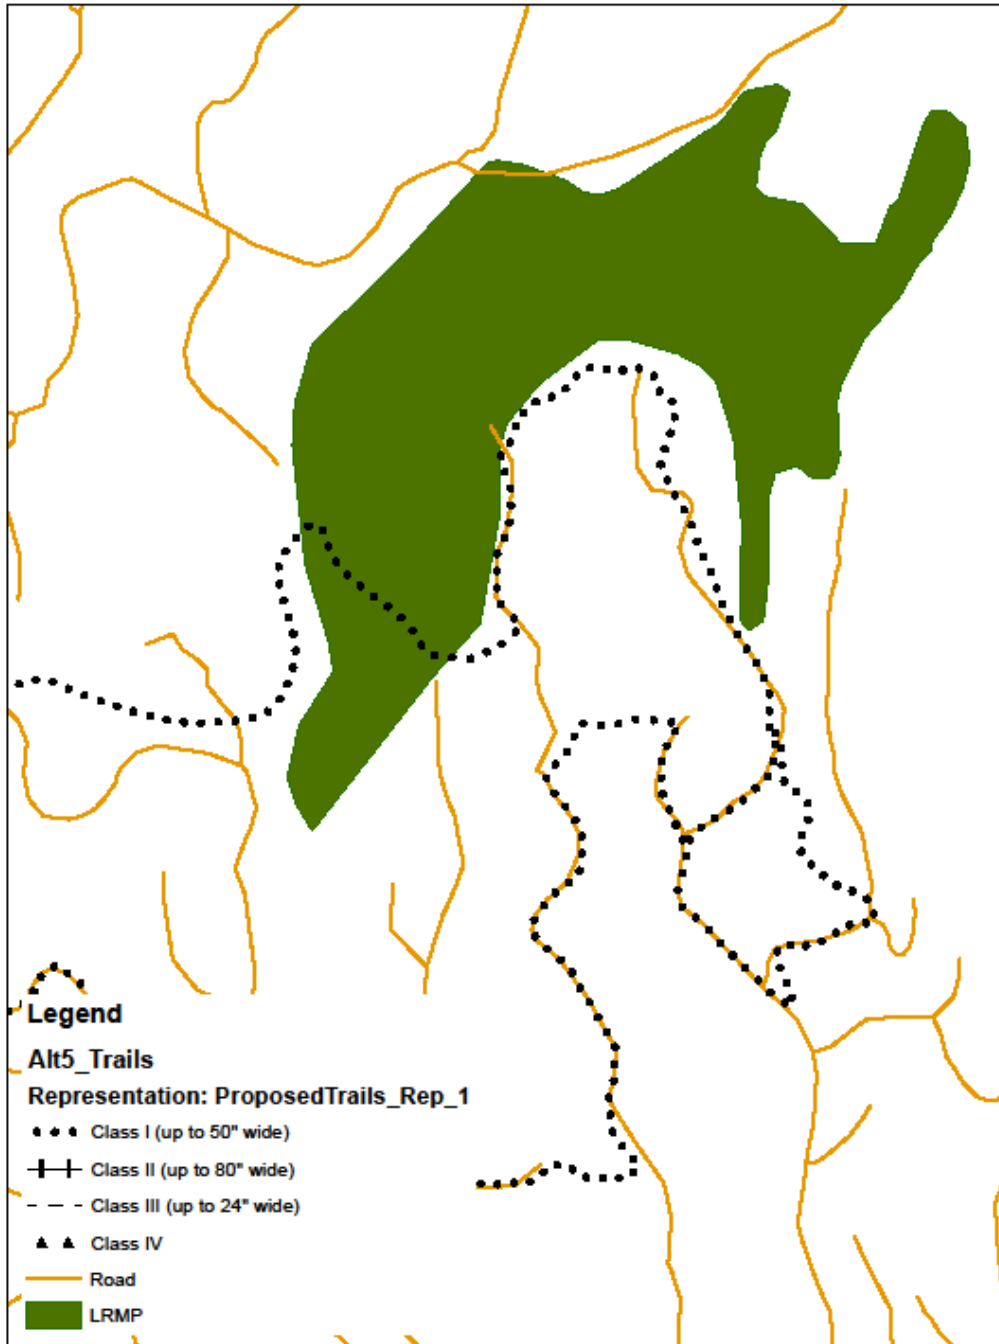 Legend
Alt5_Trails
Representation: ProposedTrails_Rep_1
Class I (up to 50" wide)
Class II (up to 80" wide)
Class III (up to 24" wide)
Class IV
Road
LRMP